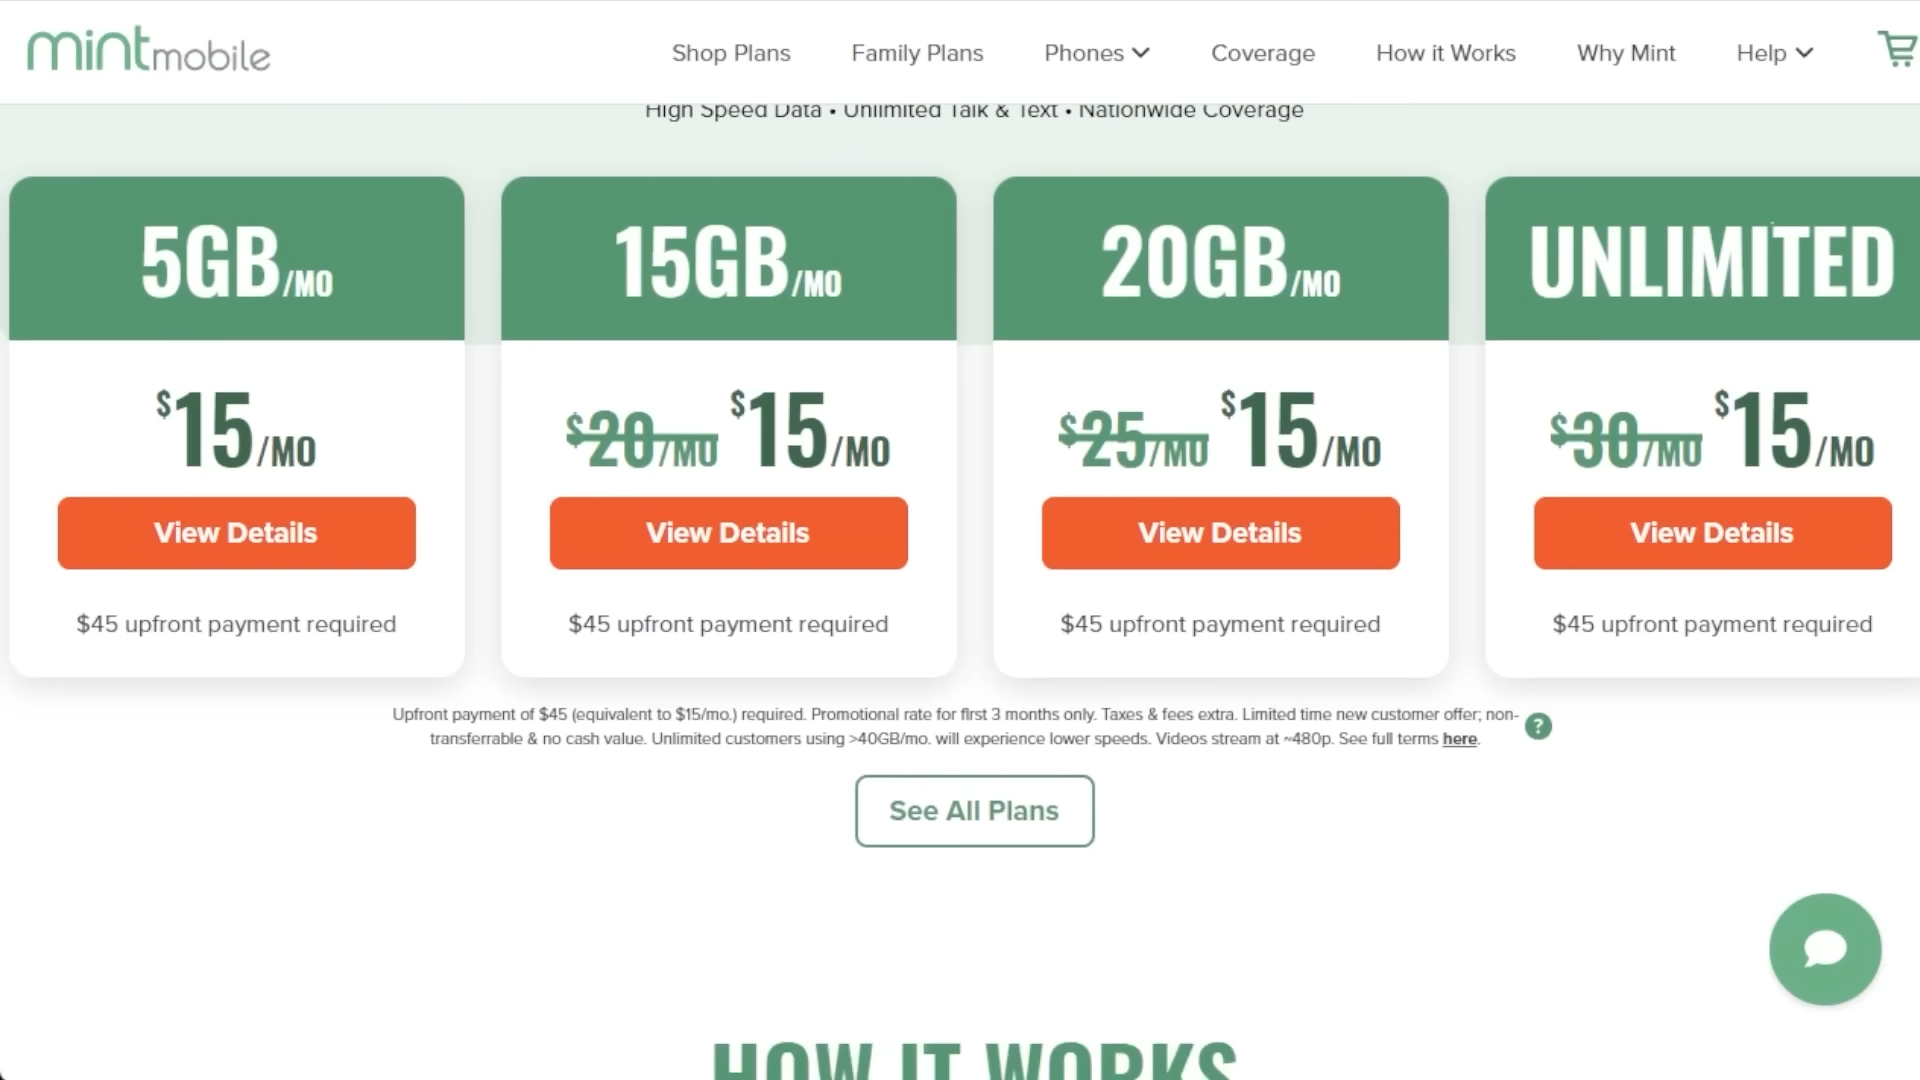 mintmobile
Shop Plans
Family Plans
Phones
Coverage
How it Works
Why Mint
Help
High Speed Data • Unlimited Talk & Text • Nationwide Coverage
5GB/MO
$15/MO
View Details
$45 upfront payment required
15GB/MO
$20/MO $15/MO
View Details
$45 upfront payment required
20GB/MO
$25/MO $15/MO
View Details
$45 upfront payment required
UNLIMITED
$30/MO $15/MO
View Details
$45 upfront payment required
Upfront payment of $45 (equivalent to $15/mo.) required. Promotional rate for first 3 months only. Taxes & fees extra. Limited time new customer offer; non-
transferrable & no cash value. Unlimited customers using >40GB/mo. will experience lower speeds. Videos stream at ~480p. See full terms here.
?
See All Plans
HOW IT WORKS